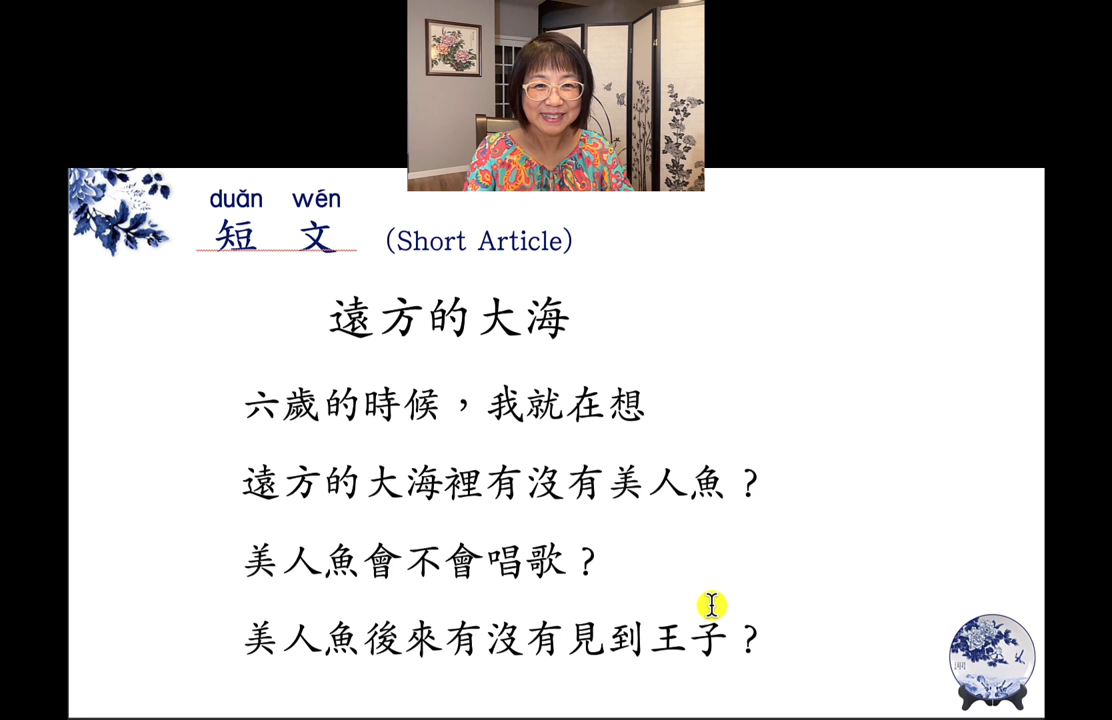 duǎn wén
短 文 (Short Article)
遠方的大海
六歲的時候，我就在想
遠方的大海裡有沒有美人魚？
美人魚會不會唱歌？
美人魚後來有沒有見到王子？